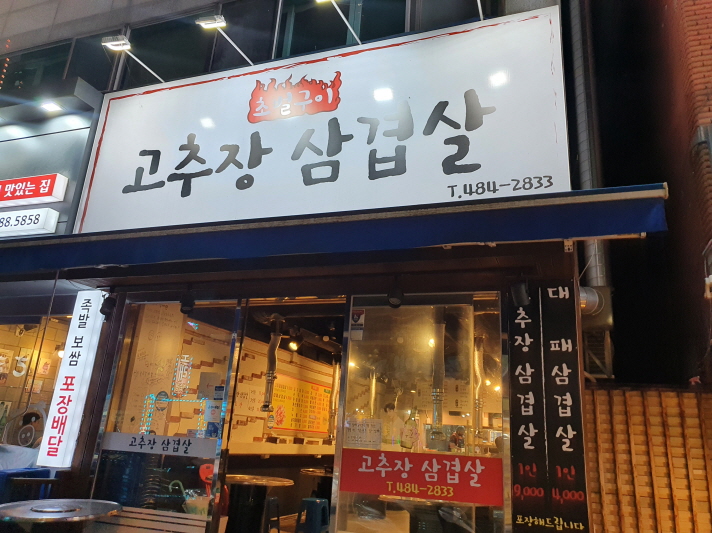 초벌구이
고추장 삼겹살
T.484-2833
맛있는 집
88.5858
족발 보쌈 포장배달
고추장 삼겹살
고추장 삼겹살
T.484-2833
추장삼겹살 1인 9,000
대패삼겹살 1인 4,000
포장해드립니다